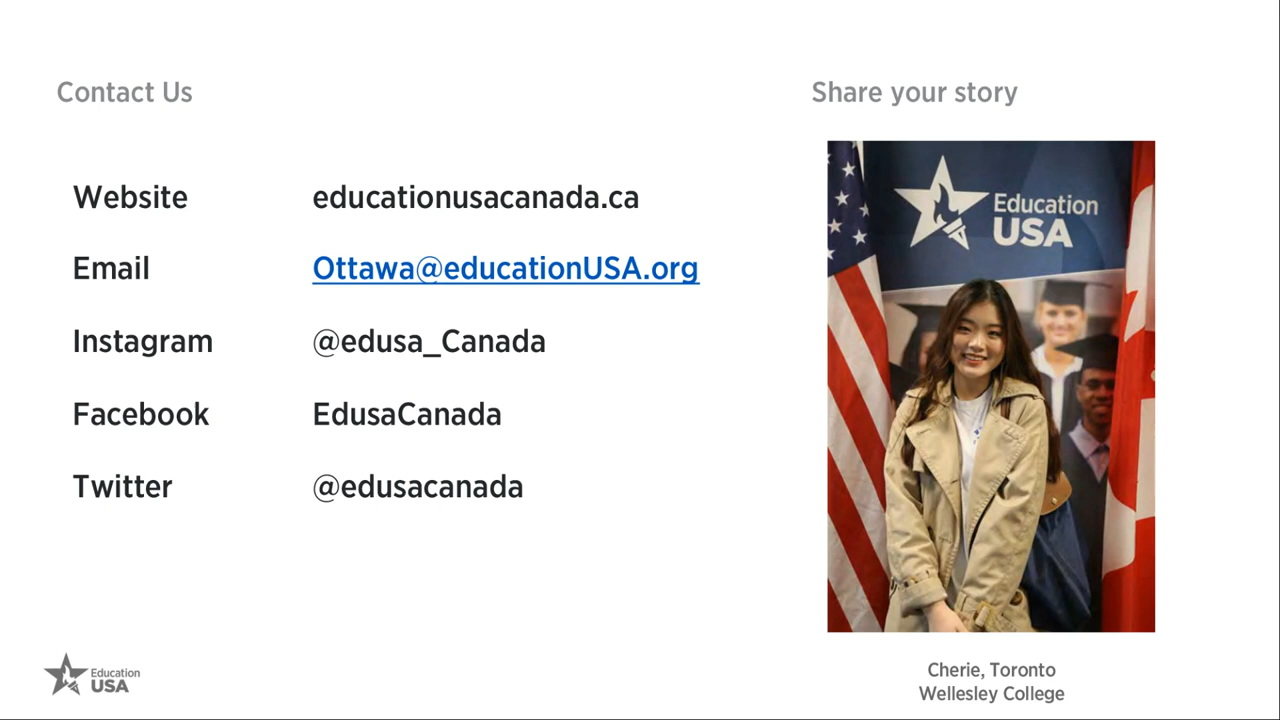 Contact Us
Website educationusacanada.ca
Email Ottawa@educationUSA.org
Instagram @edusa_Canada
Facebook EdusaCanada
Twitter @edusacanada
Share your story
Education
USA
Cherie, Toronto
Wellesley College
Education
USA